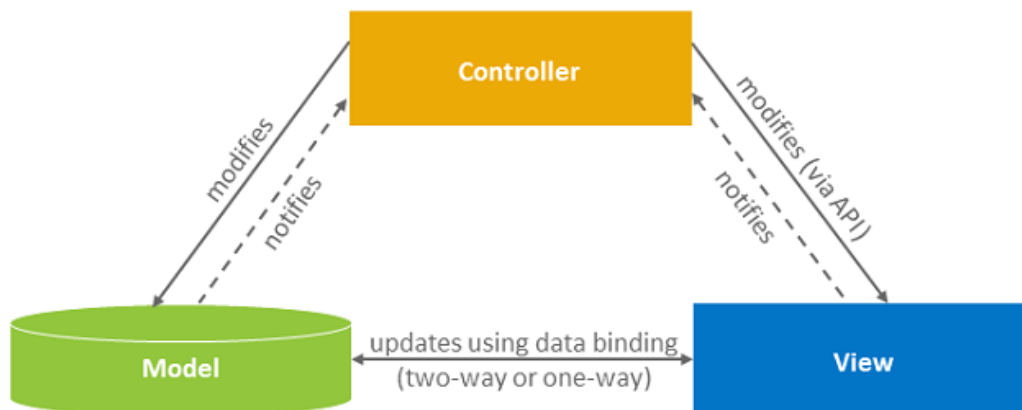 Controller
modifies
notifies
modifies (via API)
notifies
updates using data binding
(two-way or one-way)
Model
View